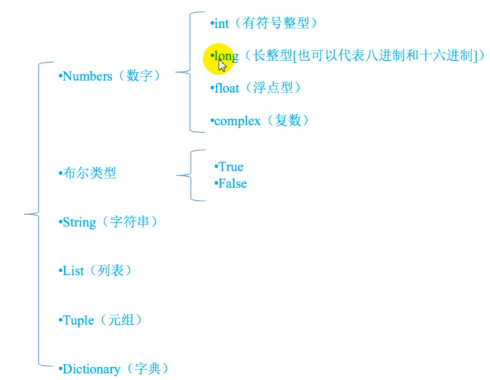 •int（有符号整型）
•long（长整型[也可以代表八进制和十六进制]）
•Numbers（数字）
•float（浮点型）
•complex（复数）
•布尔类型
•True
•False
•String（字符串）
•List（列表）
•Tuple（元组）
•Dictionary（字典）